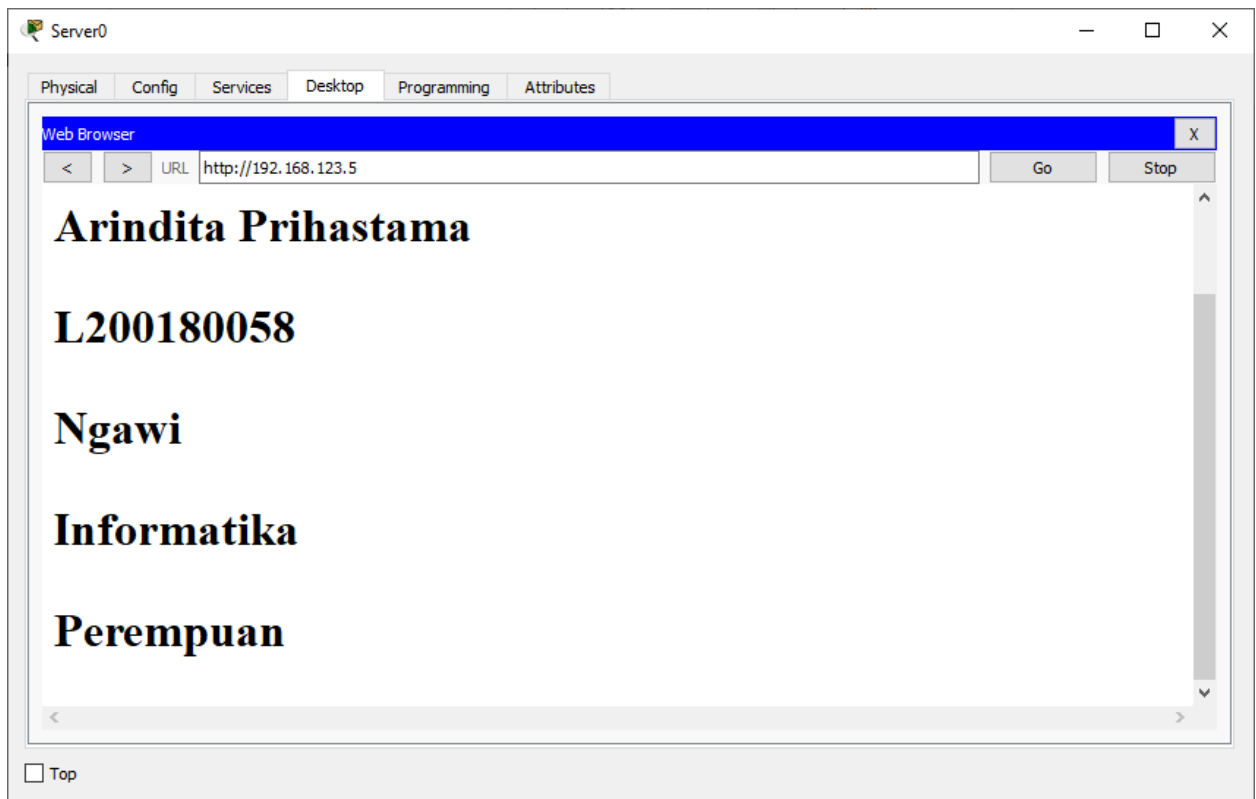 Server0
Physical Config Services Desktop Programming Attributes
Web Browser X
< > URL http://192.168.123.5 Go Stop
Arindita Prihastama
L200180058
Ngawi
Informatika
Perempuan
Top